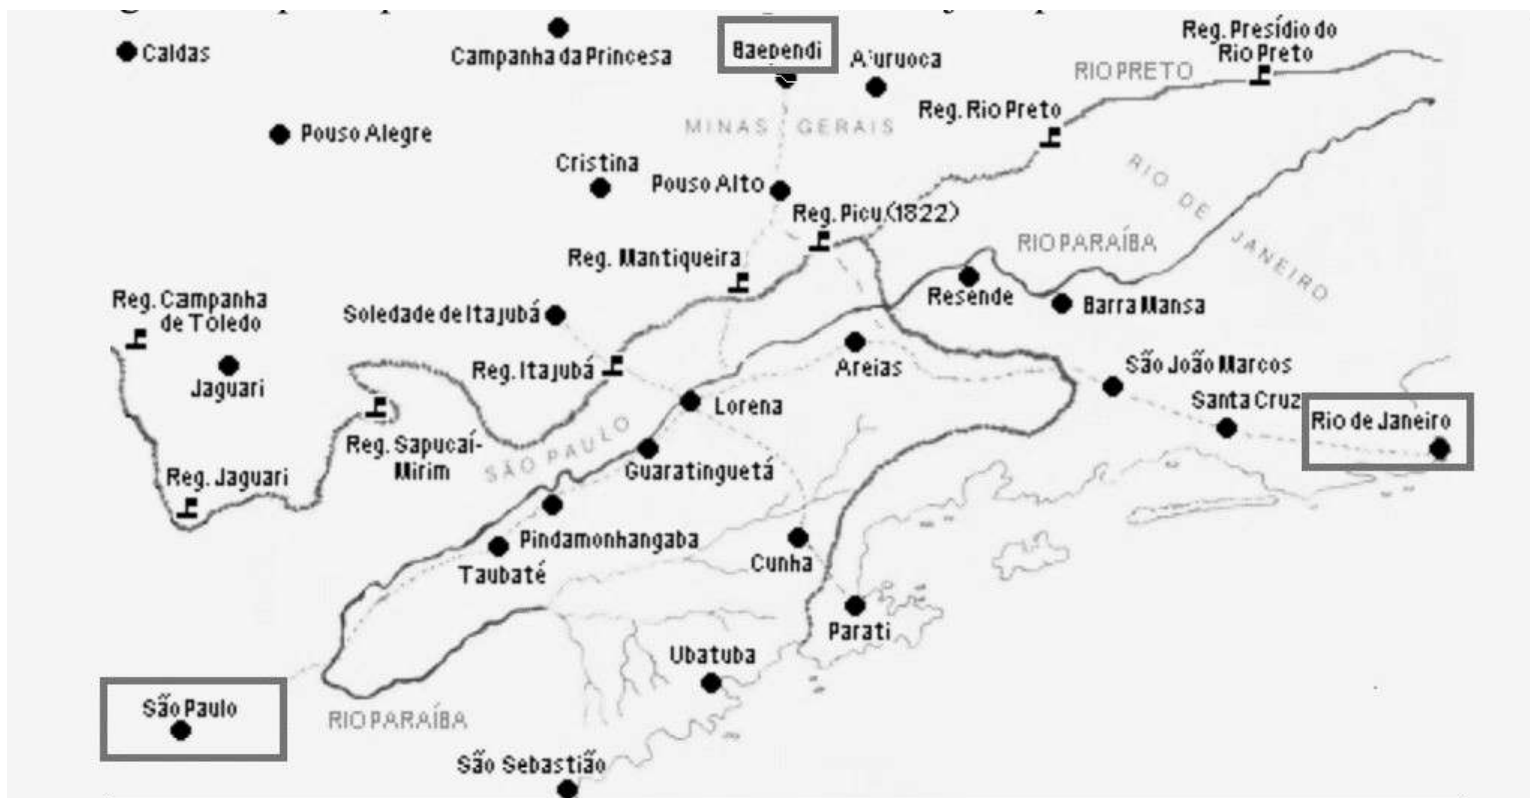 Caldas
Campanha da Princesa
Baependi
A'uruoca
Reg. Presídio do
Rio Preto
RIO PRETO
Reg. Rio Preto
MINAS GERAIS
Pouso Alegre
Cristina
Pouso Alto
RIO DE JANEIRO
Reg. Picu.(1822)
RIO PARAÍBA
Reg. Mantiqueira
Reg. Campanha
de Toledo
Soledade de Itajubá
Resende
Barra Mansa
Jaguari
Reg. Itajubá
Areias
São João Marcos
Lorena
Santa Cruz
Rio de Janeiro
Reg. Sapucaí-
Mirim
SÃO PAULO
Guaratinguetá
Reg. Jaguari
Pindamonhangaba
Taubaté
Cunha
Parati
Ubatuba
São Paulo
RIO PARAÍBA
São Sebastião